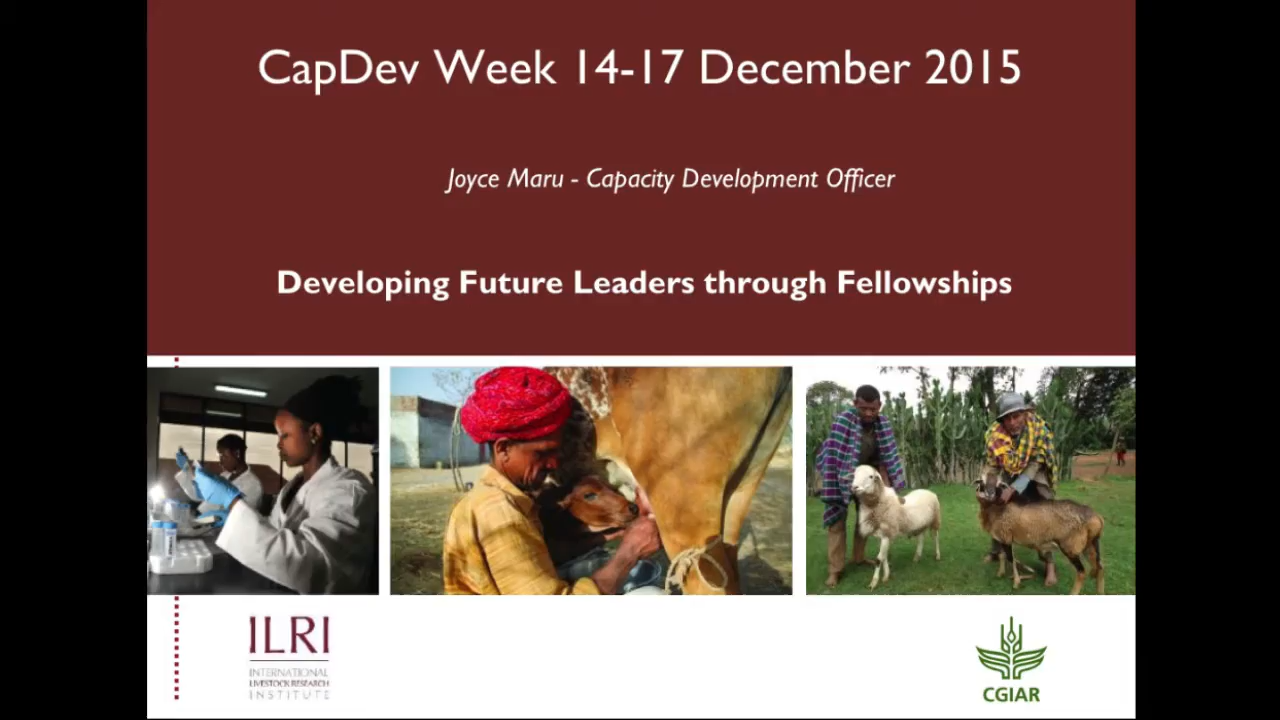 CapDev Week 14-17 December 2015
Joyce Maru - Capacity Development Officer
Developing Future Leaders through Fellowships
ILRI
INTERNATIONAL
LIVESTOCK RESEARCH
INSTITUTE
CGIAR